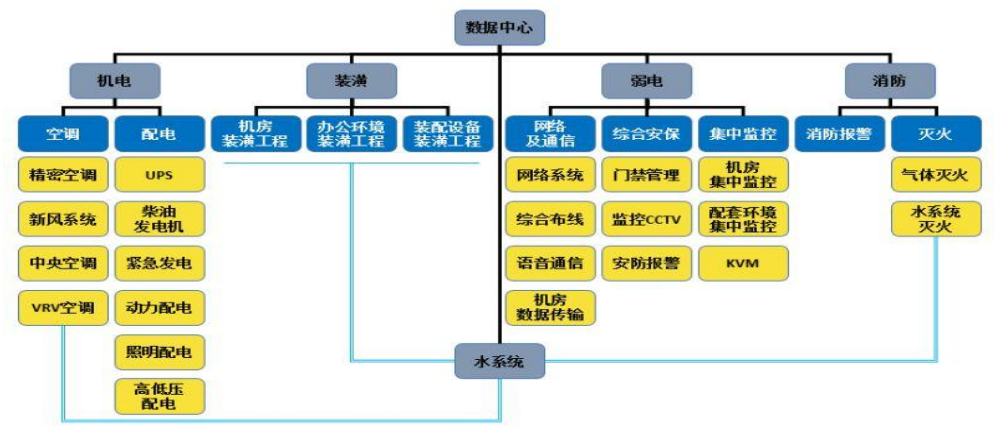 数据中心
机电
装潢
弱电
消防
空调
配电
机房
装潢工程
办公环境
装潢工程
装配设备
装潢工程
网络
及通信
综合安保
集中监控
消防报警
灭火
精密空调
UPS
网络系统
门禁管理
机房
集中监控
气体灭火
新风系统
柴油
发电机
综合布线
监控CCTV
配套环境
集中监控
水系统
灭火
中央空调
紧急发电
语音通信
安防报警
KVM
VRV空调
动力配电
机房
数据传输
照明配电
水系统
高低压
配电